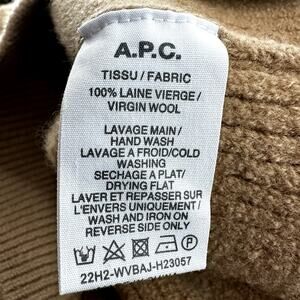 A.P.C.
TISSU / FABRIC
100% LAINE VIERGE /
VIRGIN WOOL
LAVAGE MAIN /
HAND WASH
LAVAGE A FROID/COLD
WASHING
SECHAGE A PLAT/
DRYING FLAT
LAVER ET REPASSER SUR
L'ENVERS UNIQUEMENT /
WASH AND IRON ON
REVERSE SIDE ONLY
22H2-WVBAJ-H23057